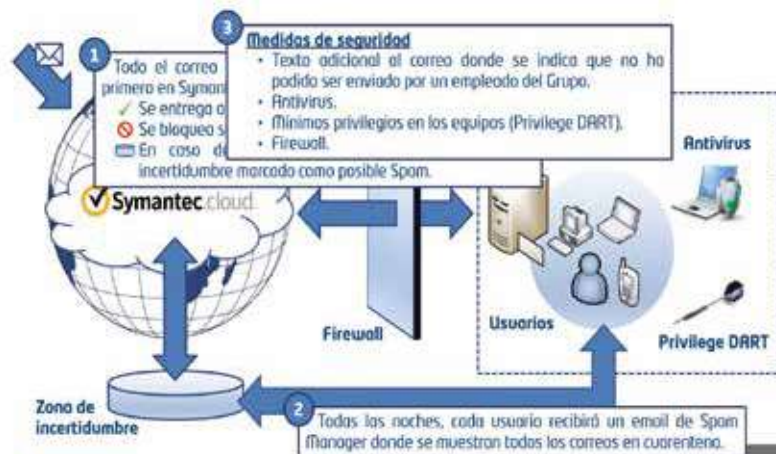 1
Todo el correo
primero en Syman
Se entrega a
Se bloquea s
En caso de
incertidumbre marcado como posible Spam.
3
Medidas de seguridad
• Texto adicional al correo donde se indica que no ha
podido ser enviado por un empleado del Grupo.
• Antivirus.
• Mínimos privilegios en los equipos (Privilege DART).
• Firewall.
Symantec.cloud
Antivirus
Firewall
Usuarios
Privilege DART
Zona de
incertidumbre
2
Todas las noches, cada usuario recibirá un email de Spam
Manager donde se muestran todos los correos en cuarentena.